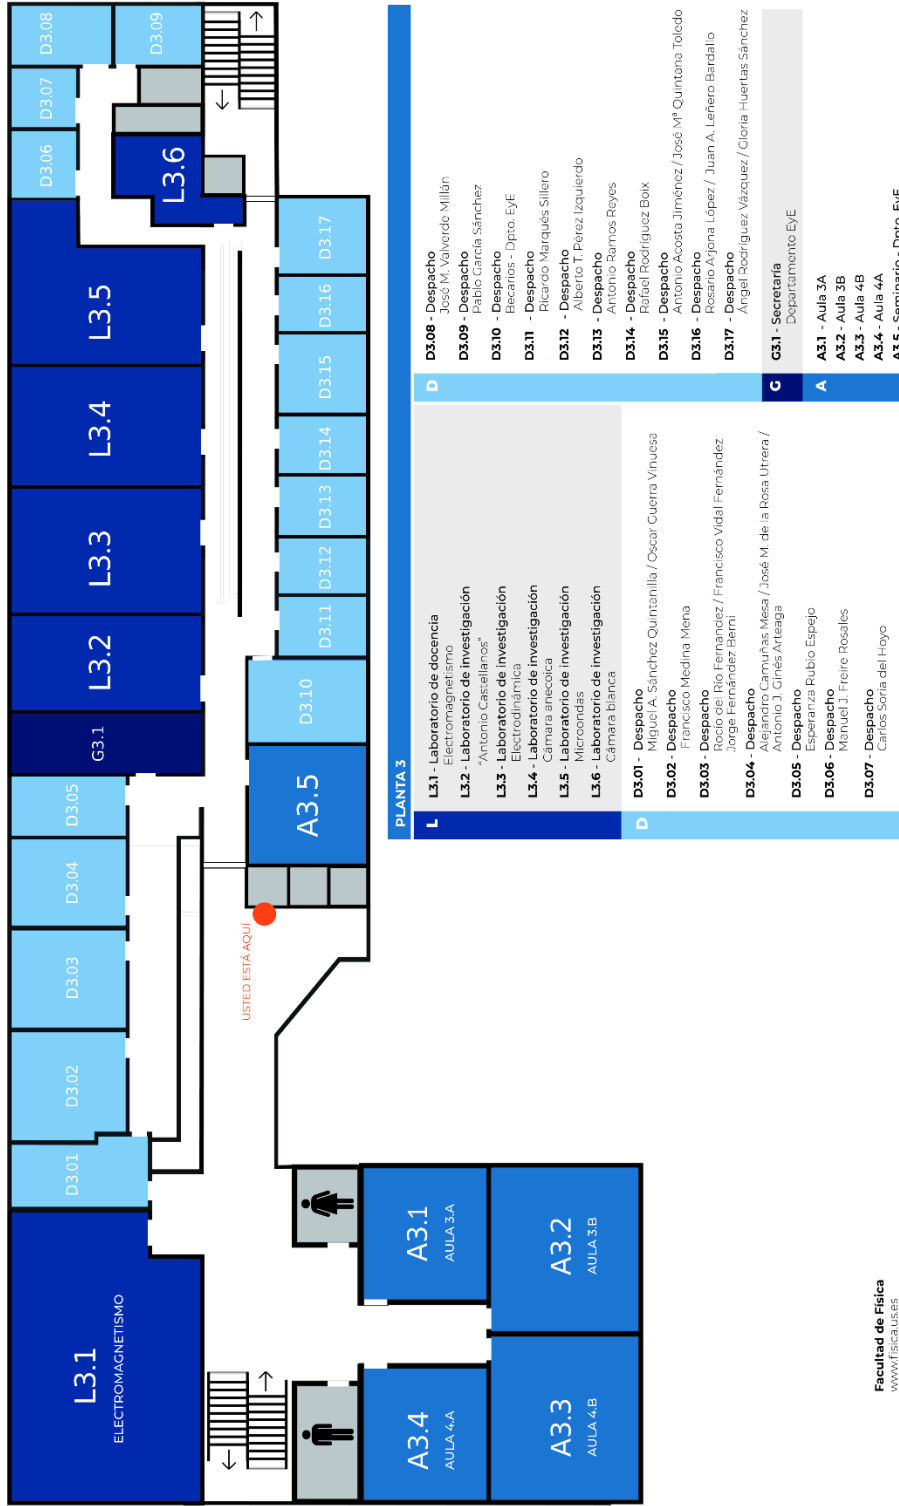 D3.08
D3.09
D3.07
D3.06
L3.6
L3.5
L3.4
L3.3
L3.2
G3.1
D3.05
D3.04
D3.03
D3.02
D3.01
L3.1
ELECTROMAGNETISMO
D3.17
D3.16
D3.15
D3.14
D3.13
D3.12
D3.11
D3.10
A3.5
USTED ESTÁ AQUÍ
A3.1
AULA 3.A
A3.2
AULA 3.B
A3.4
AULA 4.A
A3.3
AULA 4.B
PLANTA 3
L
L3.1 - Laboratorio de docencia
Electromagnetismo
L3.2 - Laboratorio de investigación
"Antonio Castellanos"
L3.3 - Laboratorio de investigación
Electrodinámica
L3.4 - Laboratorio de investigación
Cámara anecoica
L3.5 - Laboratorio de investigación
Microondas
L3.6 - Laboratorio de investigación
Cámara blanca
D
D3.01 - Despacho
Miguel A. Sánchez Quintanilla / Oscar Guerra Vinuesa
D3.02 - Despacho
Francisco Medina Mena
D3.03 - Despacho
Rocío del Río Fernandez / Francisco Vidal Fernández
Jorge Fernández Berni
D3.04 - Despacho
Alejandro Camuñas Mesa / José M. de la Rosa Utrera /
Antonio J. Ginés Arteaga
D3.05 - Despacho
Esperanza Rubio Espejo
D3.06 - Despacho
Manuel J. Freire Rosales
D3.07 - Despacho
Carlos Soria del Hoyo
D
D3.08 - Despacho
José M. Valverde Millán
D3.09 - Despacho
Pablo García Sánchez
D3.10 - Despacho
Becarios - Dpto. EyE
D3.11 - Despacho
Ricardo Marqués Sillero
D3.12 - Despacho
Alberto T. Pérez Izquierdo
D3.13 - Despacho
Antonio Ramos Reyes
D3.14 - Despacho
Rafael Rodríguez Boix
D3.15 - Despacho
Antonio Acosta Jiménez / José Mª Quintana Toledo
D3.16 - Despacho
Rosario Arjona López / Juan A. Leñero Bardallo
D3.17 - Despacho
Ángel Rodríguez Vázquez / Gloria Huertas Sánchez
G
G3.1 - Secretaría
Departamento EyE
A
A3.1 - Aula 3A
A3.2 - Aula 3B
A3.3 - Aula 4B
A3.4 - Aula 4A
A3.5 - Seminario - Dpto. EyE
Facultad de Física
www.fisica.us.es